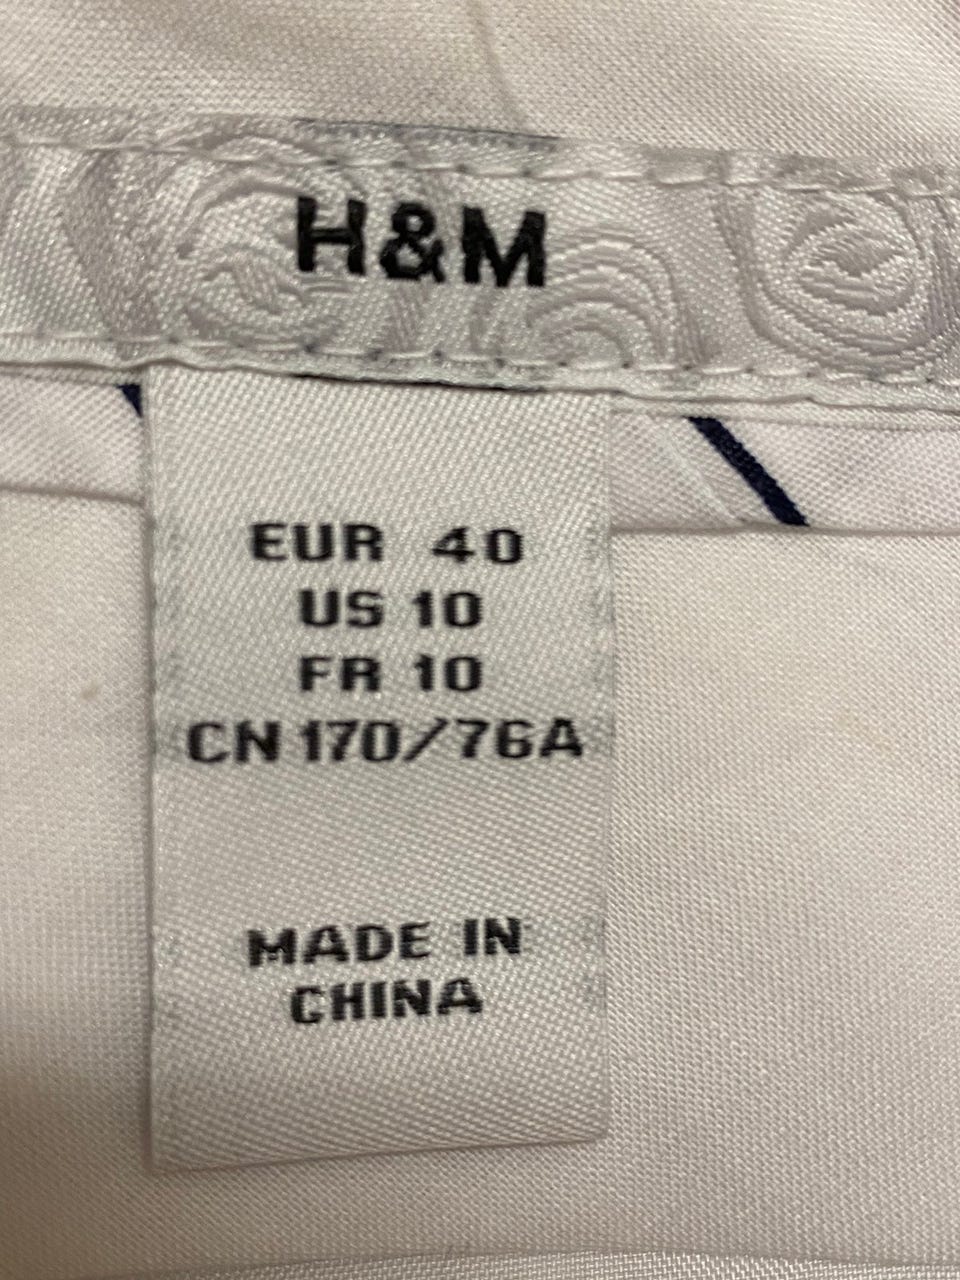 H&M
EUR 40
US 10
FR 10
CN 170/76A
MADE IN
CHINA